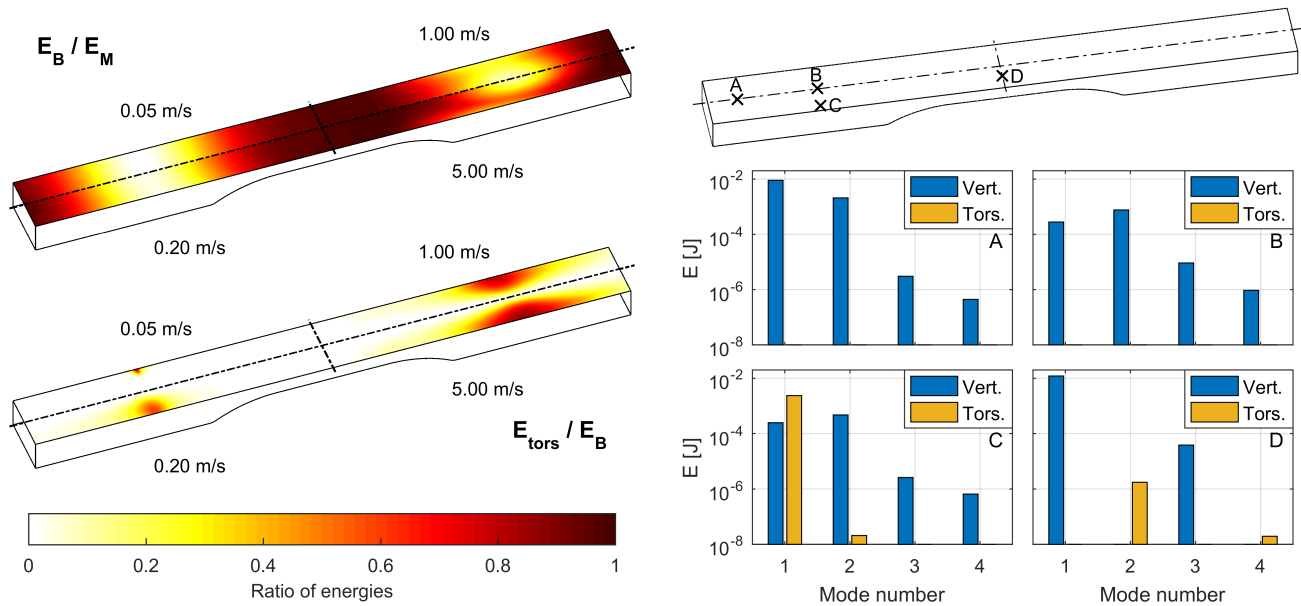 E_B / E_M
1.00 m/s
0.05 m/s
5.00 m/s
0.20 m/s
1.00 m/s
0.05 m/s
5.00 m/s
E_tors / E_B
0.20 m/s
0 0.2 0.4 0.6 0.8 1
Ratio of energies
A
B
C
D
E [J]
10^-2
10^-4
10^-6
10^-8
Vert.
Tors.
A
Vert.
Tors.
B
E [J]
10^-2
10^-4
10^-6
10^-8
Vert.
Tors.
C
1 2 3 4
Mode number
Vert.
Tors.
D
1 2 3 4
Mode number